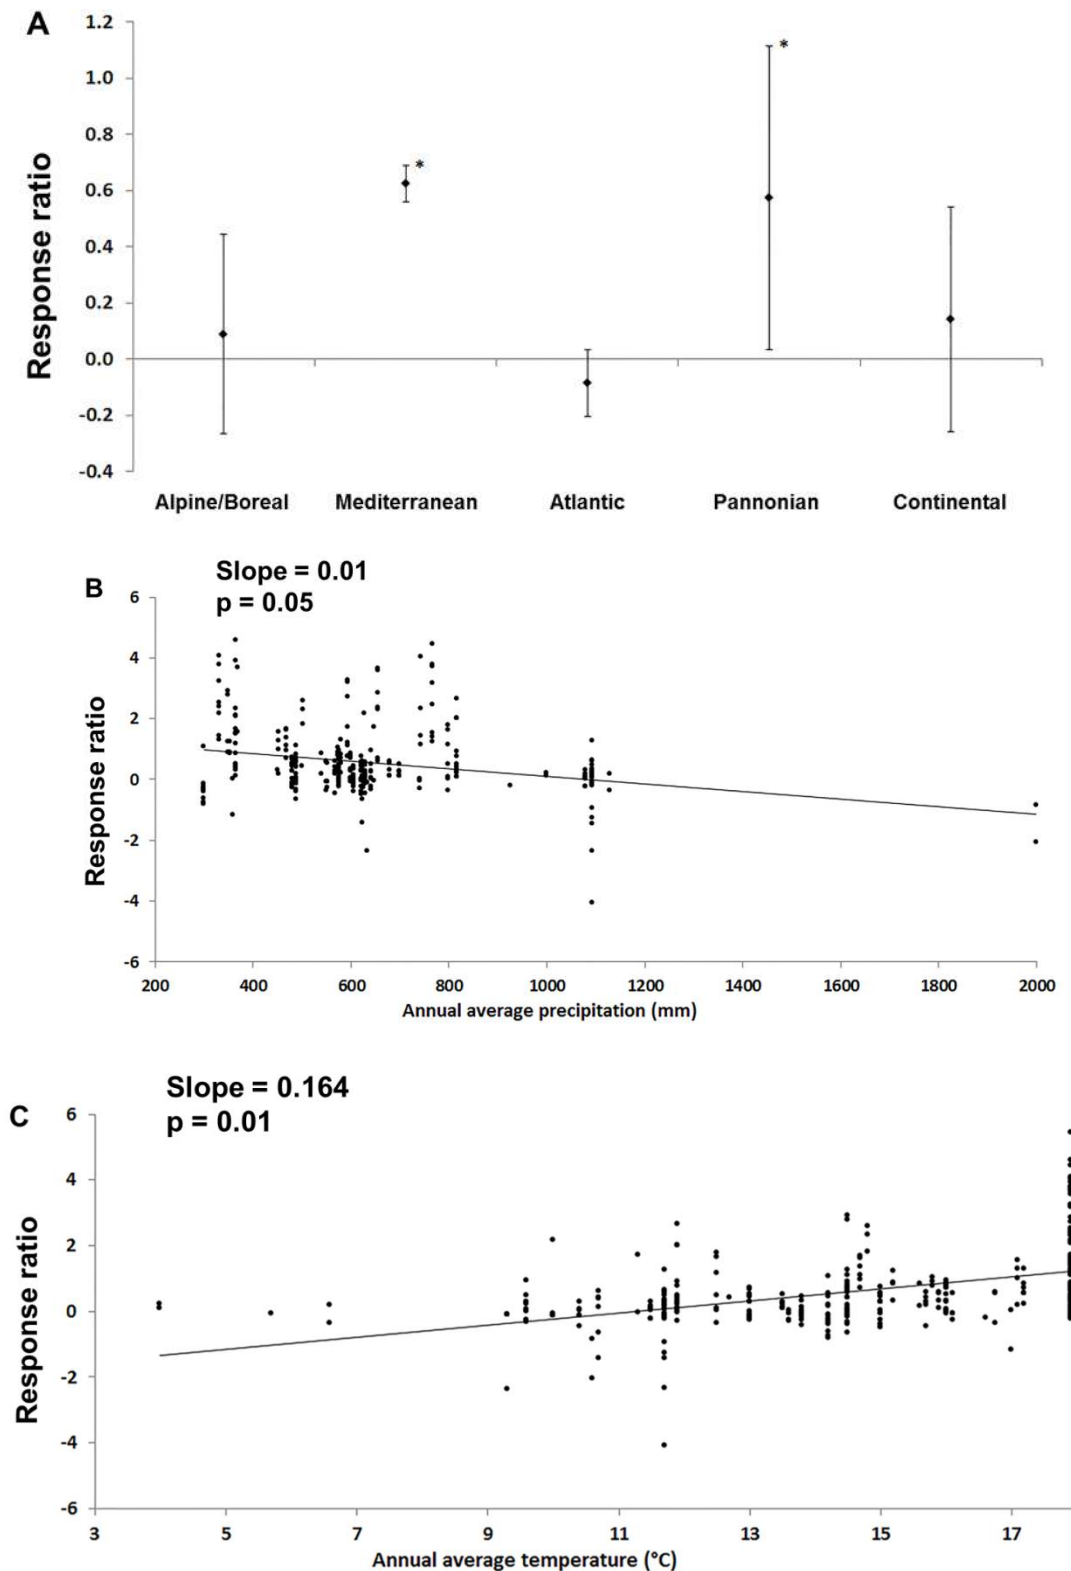 A
Response ratio
1.2
1.0
0.8
0.6
0.4
0.2
0.0
-0.2
-0.4
*
*
Alpine/Boreal Mediterranean Atlantic Pannonian Continental
B
Slope = 0.01
p = 0.05
Response ratio
6
4
2
0
-2
-4
-6
200 400 600 800 1000 1200 1400 1600 1800 2000
Annual average precipitation (mm)
C
Slope = 0.164
p = 0.01
Response ratio
6
4
2
0
-2
-4
-6
3 5 7 9 11 13 15 17
Annual average temperature (°C)